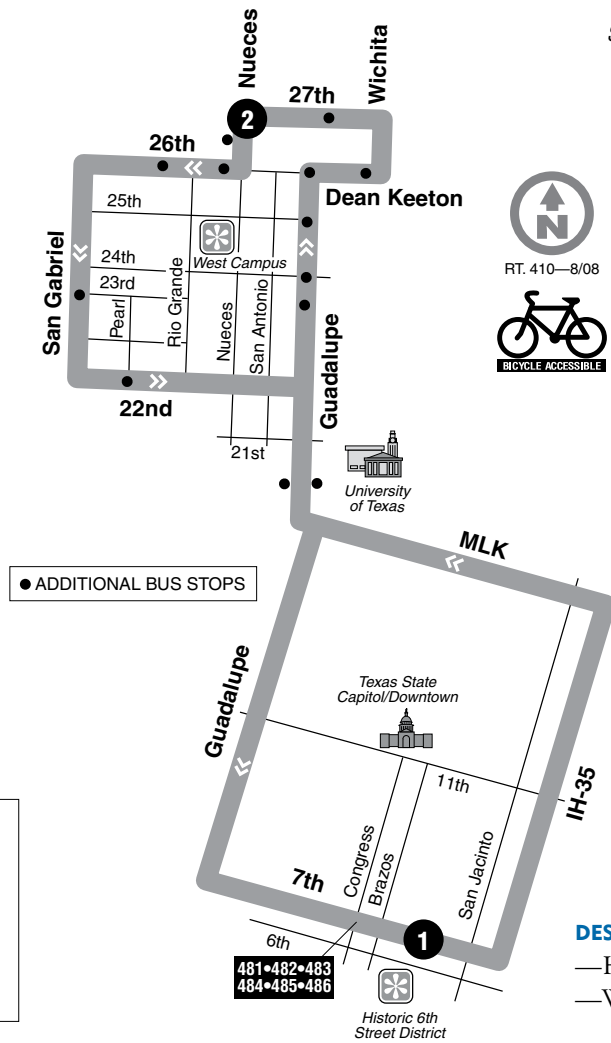 Nueces
27th
Wichita
2
26th
Dean Keeton
25th
West Campus
24th
23rd
San Gabriel
Pearl
Rio Grande
Nueces
San Antonio
Guadalupe
22nd
21st
N
RT. 410—8/08
BICYCLE ACCESSIBLE
University
of Texas
MLK
● ADDITIONAL BUS STOPS
Guadalupe
Texas State
Capitol/Downtown
11th
IH-35
Congress
Brazos
San Jacinto
7th
1
6th
481•482•483
484•485•486
Historic 6th
Street District
DES
—H
—V